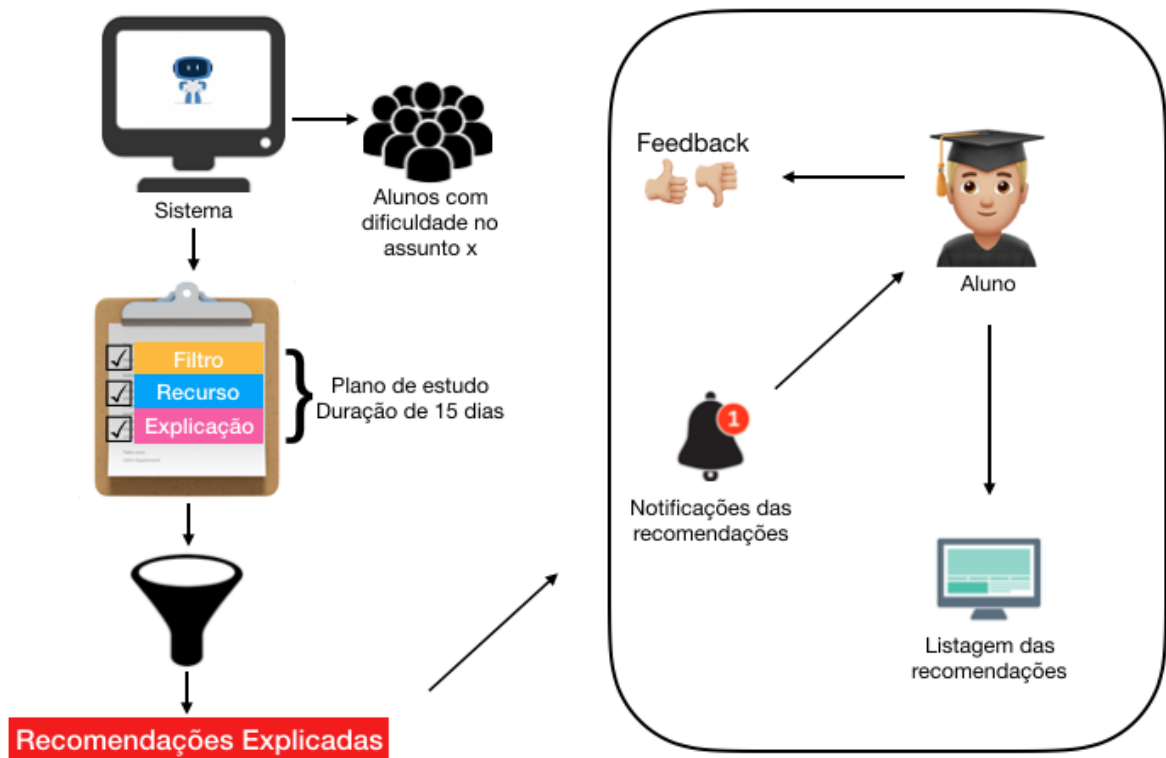 Sistema
Alunos com
dificuldade no
assunto x
Filtro
Recurso
Explicação
Plano de estudo
Duração de 15 dias
Recomendações Explicadas
Feedback
Aluno
1
Notificações das
recomendações
Listagem das
recomendações